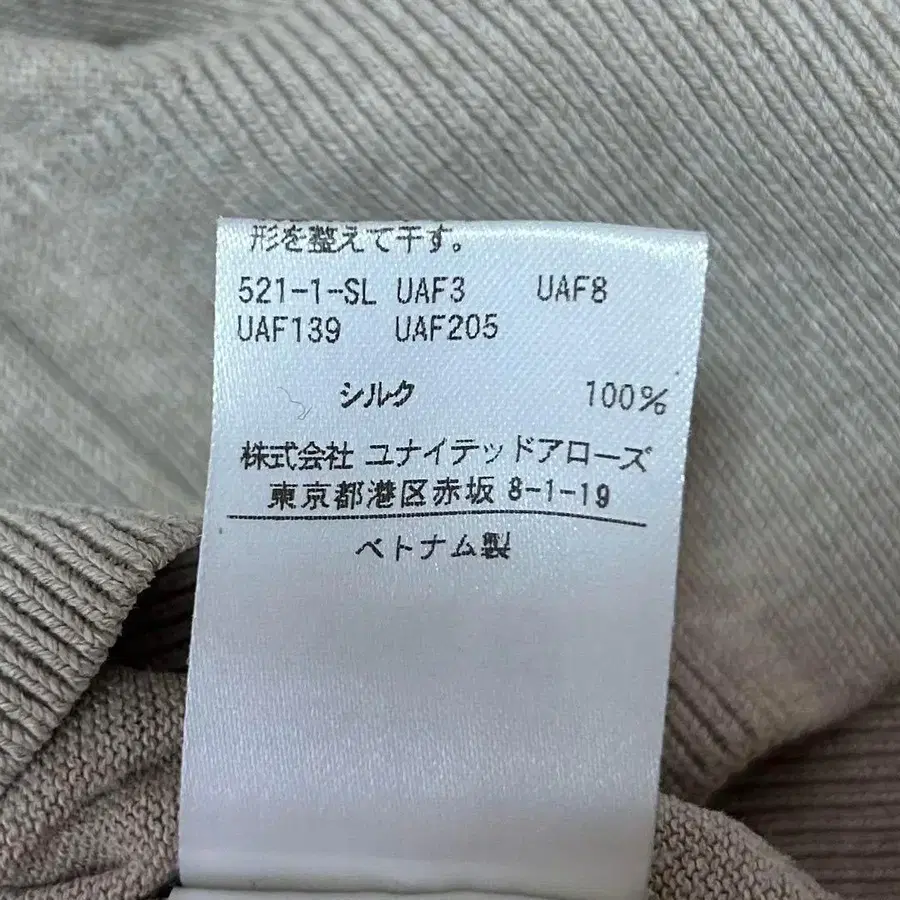 形を整えて干す。
521-1-SL UAF3 UAF8
UAF139 UAF205
シルク 100%
株式会社 ユナイテッドアローズ
東京都港区赤坂 8-1-19
ベトナム製